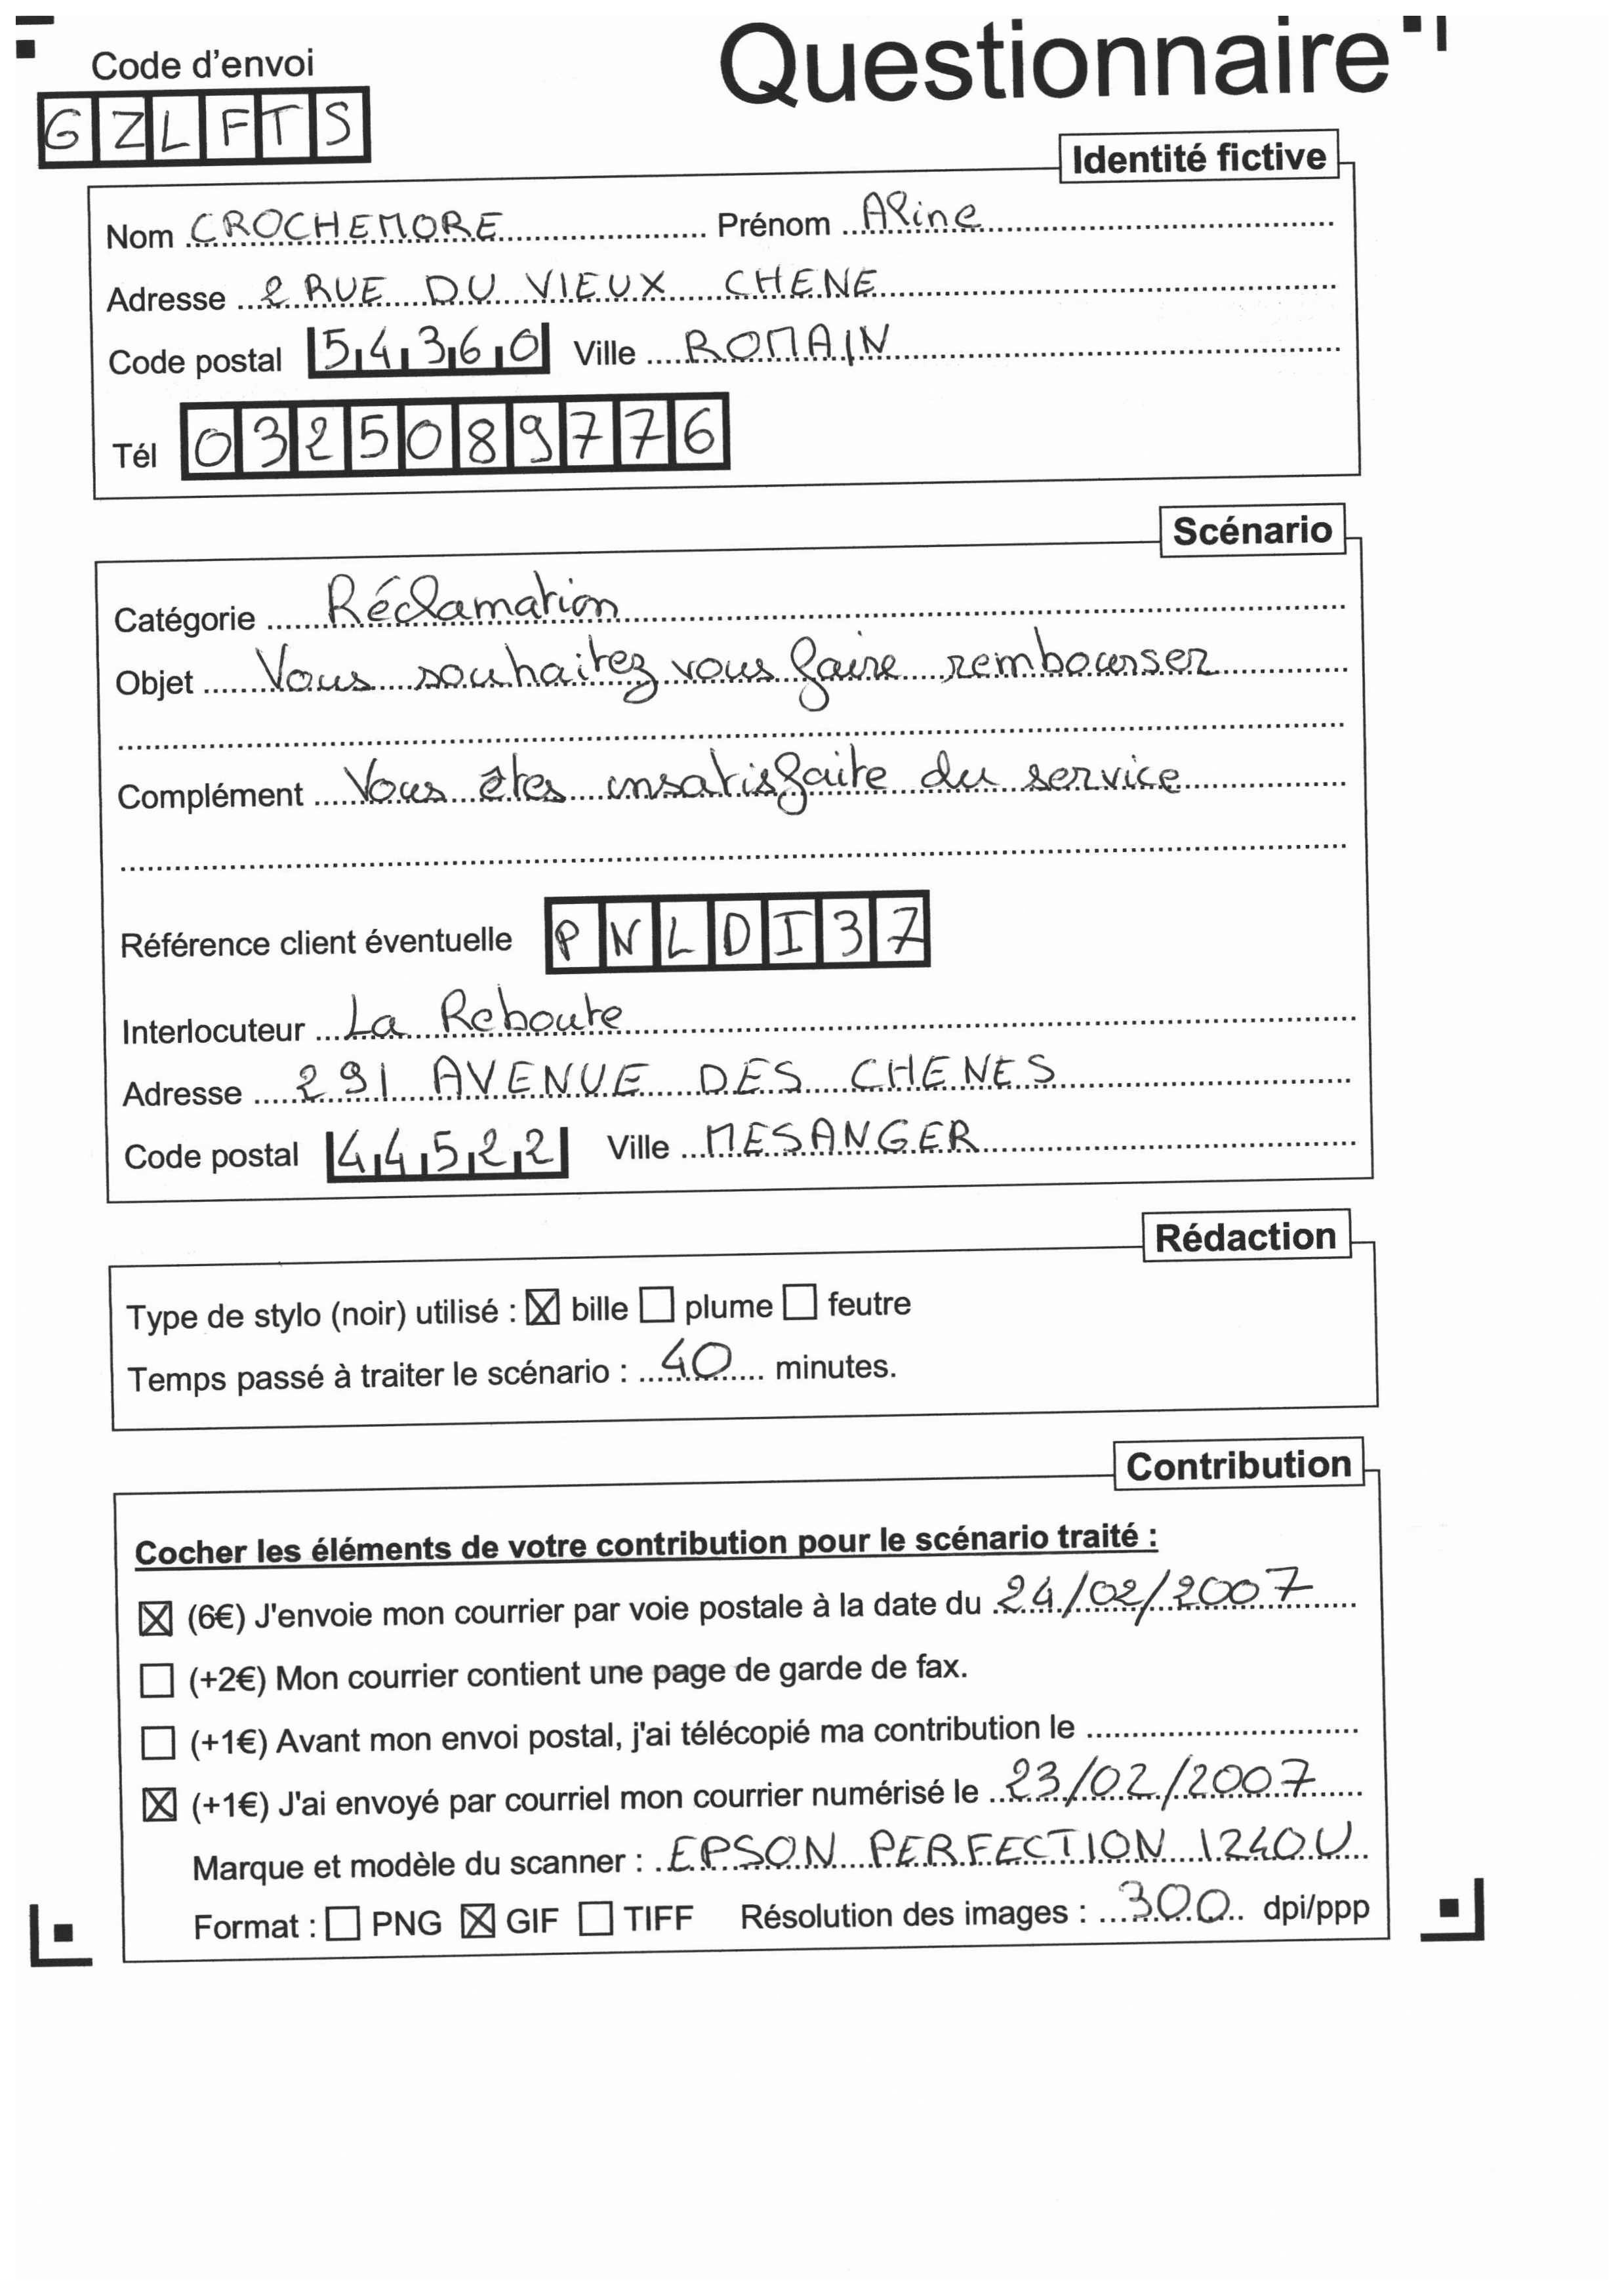 Questionnaire
Code d'envoi
GZLFTS
Identité fictive
Nom CROCHEMORE Prénom Aline
Adresse 2 RUE DU VIEUX CHENE
Code postal 54360 Ville ROMAIN
Tél 0325089776
Scénario
Catégorie Réclamation
Objet Vous souhaitez vous faire rembourser
Complément Vous êtes insatisfaite du service
Référence client éventuelle PNLDI37
Interlocuteur La Reboute
Adresse 291 AVENUE DES CHENES
Code postal 44522 Ville MESANGER
Rédaction
Type de stylo (noir) utilisé : ☒ bille ☐ plume ☐ feutre
Temps passé à traiter le scénario : 40 minutes.
Contribution
Cocher les éléments de votre contribution pour le scénario traité :
☒ (6€) J'envoie mon courrier par voie postale à la date du 24/02/2007
☐ (+2€) Mon courrier contient une page de garde de fax.
☐ (+1€) Avant mon envoi postal, j'ai télécopié ma contribution le
☒ (+1€) J'ai envoyé par courriel mon courrier numérisé le 23/02/2007
Marque et modèle du scanner : EPSON PERFECTION 1240U
Format : ☐ PNG ☒ GIF ☐ TIFF Résolution des images : 300 dpi/ppp